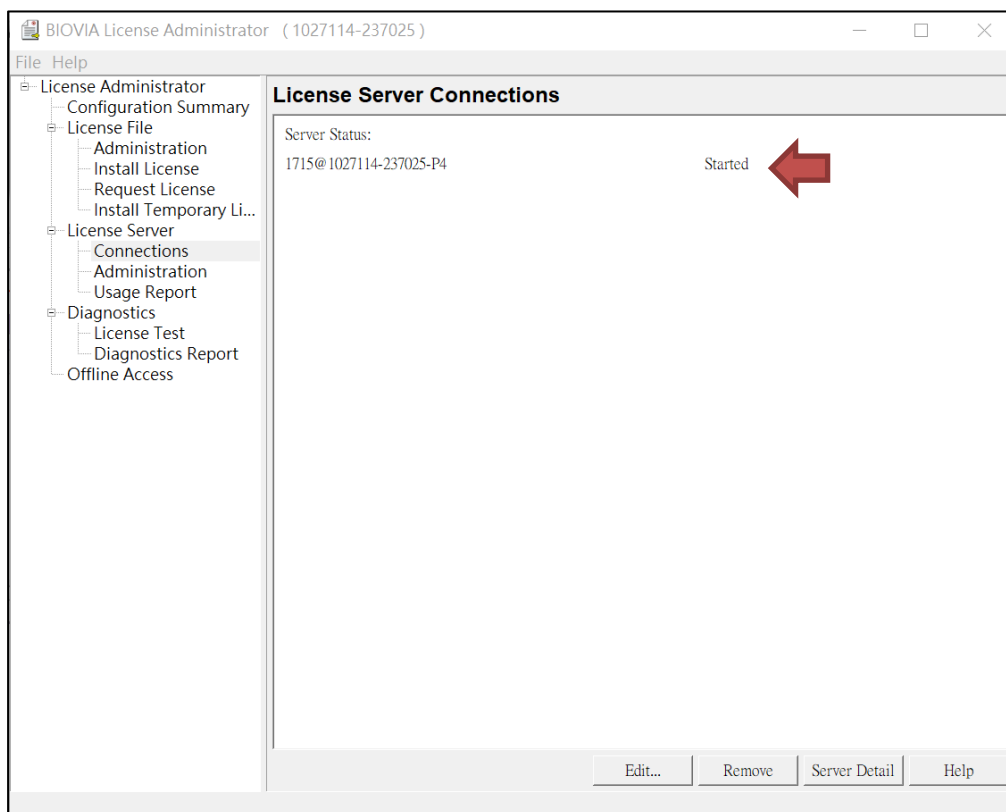 BIOVIA License Administrator (1027114-237025)
File Help
License Administrator
Configuration Summary
License File
Administration
Install License
Request License
Install Temporary Li...
License Server
Connections
Administration
Usage Report
Diagnostics
License Test
Diagnostics Report
Offline Access
License Server Connections
Server Status:
1715@1027114-237025-P4 Started
Edit... Remove Server Detail Help